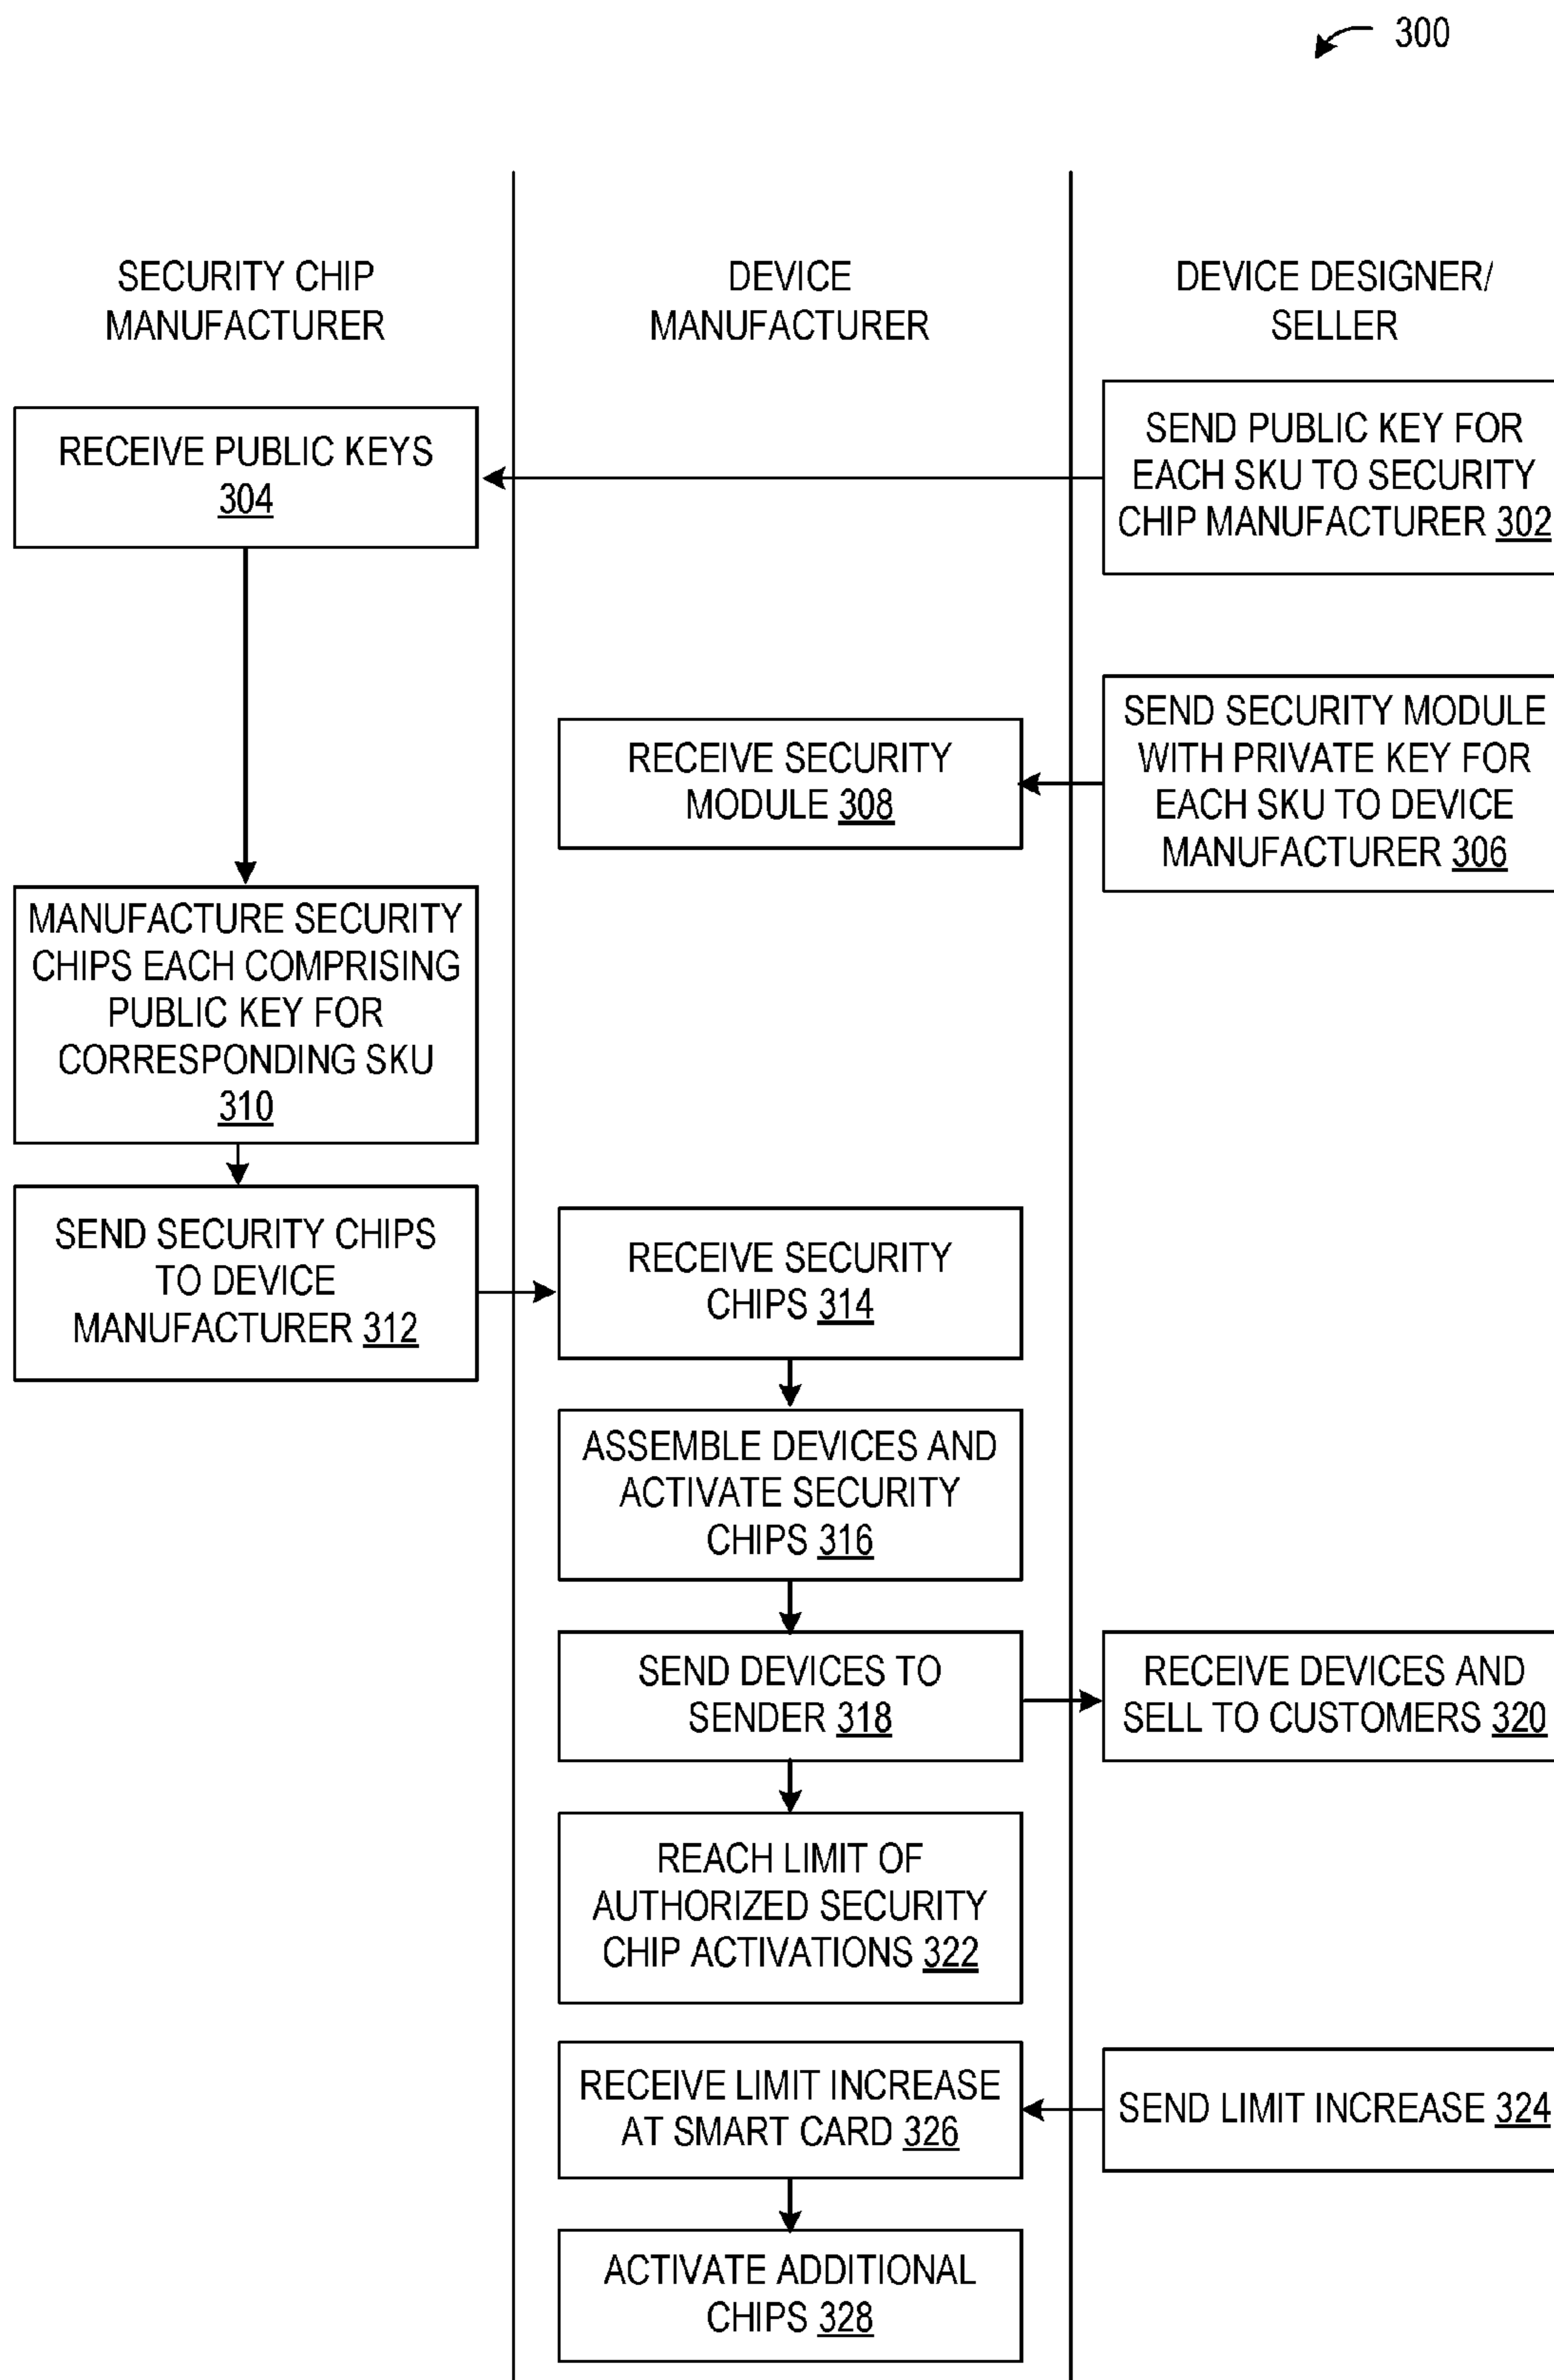 300
SECURITY CHIP
MANUFACTURER
DEVICE
MANUFACTURER
DEVICE DESIGNER/
SELLER
SEND PUBLIC KEY FOR
EACH SKU TO SECURITY
CHIP MANUFACTURER 302
RECEIVE PUBLIC KEYS
304
SEND SECURITY MODULE
WITH PRIVATE KEY FOR
EACH SKU TO DEVICE
MANUFACTURER 306
RECEIVE SECURITY
MODULE 308
MANUFACTURE SECURITY
CHIPS EACH COMPRISING
PUBLIC KEY FOR
CORRESPONDING SKU
310
SEND SECURITY CHIPS
TO DEVICE
MANUFACTURER 312
RECEIVE SECURITY
CHIPS 314
ASSEMBLE DEVICES AND
ACTIVATE SECURITY
CHIPS 316
SEND DEVICES TO
SENDER 318
RECEIVE DEVICES AND
SELL TO CUSTOMERS 320
REACH LIMIT OF
AUTHORIZED SECURITY
CHIP ACTIVATIONS 322
SEND LIMIT INCREASE 324
RECEIVE LIMIT INCREASE
AT SMART CARD 326
ACTIVATE ADDITIONAL
CHIPS 328